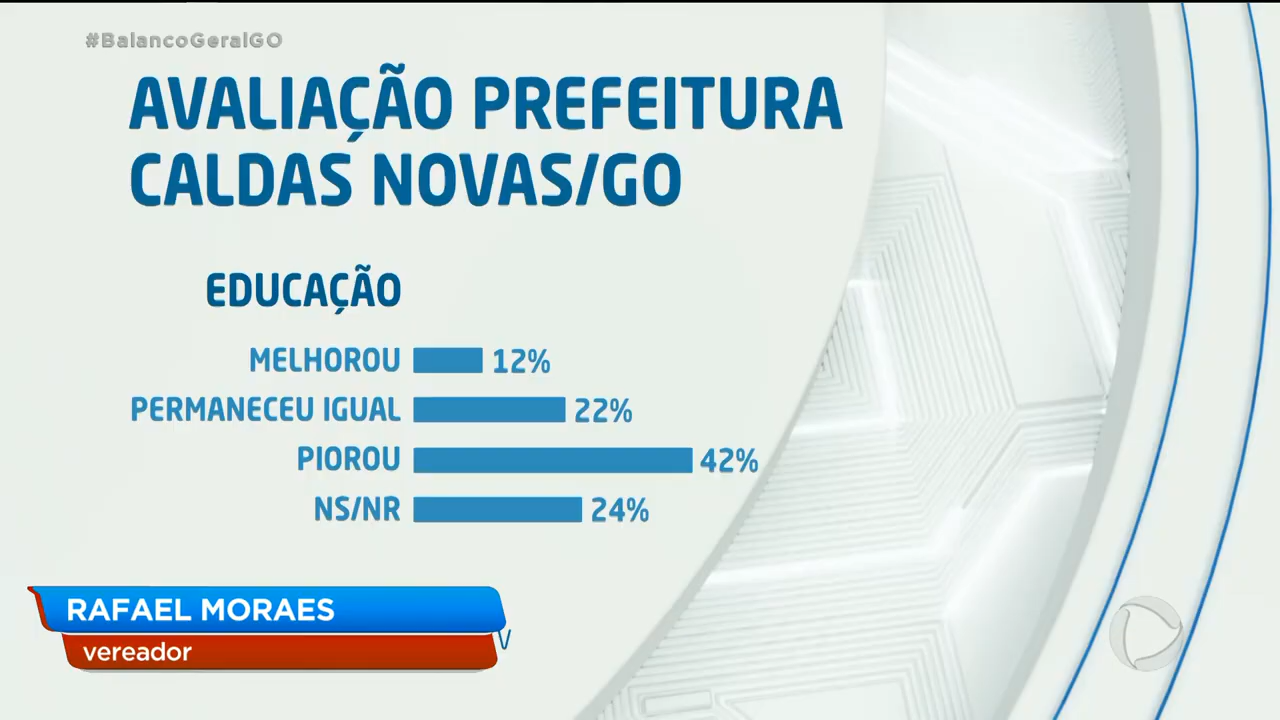 #BalancoGeralGO
AVALIAÇÃO PREFEITURA
CALDAS NOVAS/GO
EDUCAÇÃO
MELHOROU 12%
PERMANECEU IGUAL 22%
PIOROU 42%
NS/NR 24%
RAFAEL MORAES
vereador